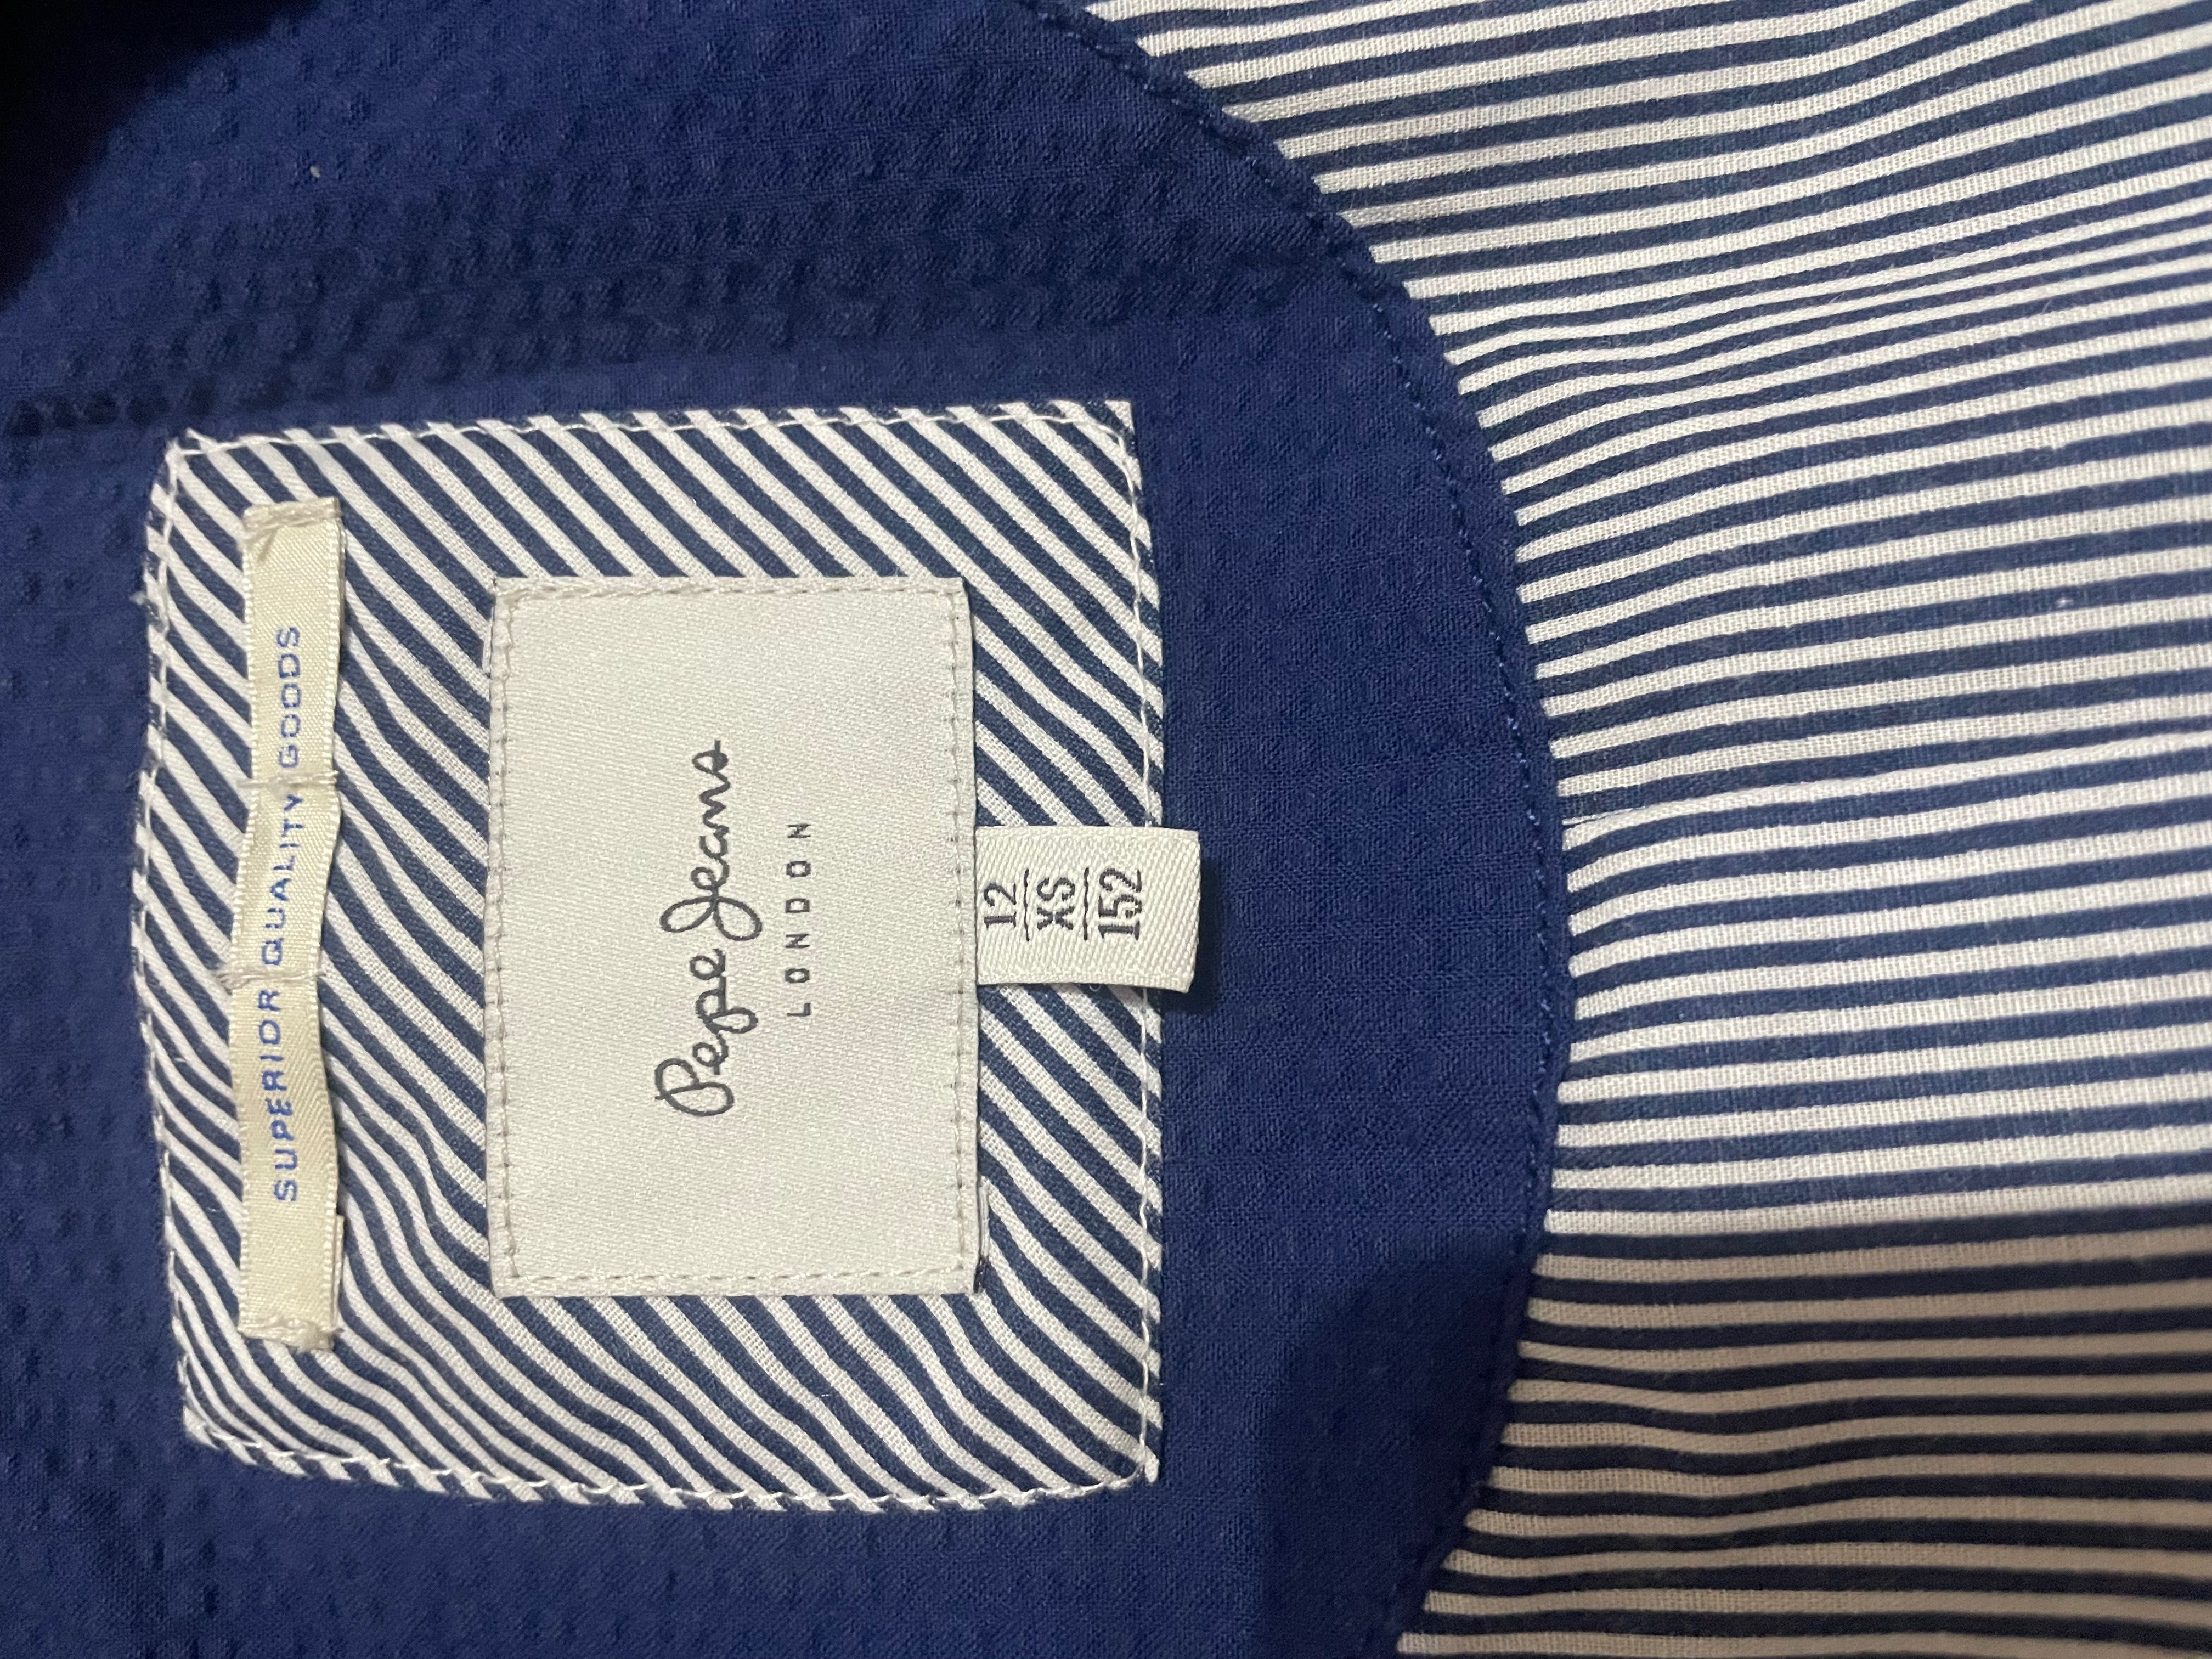 SUPERIOR QUALITY GOODS
Pepe Jeans
LONDON
12
XS
152